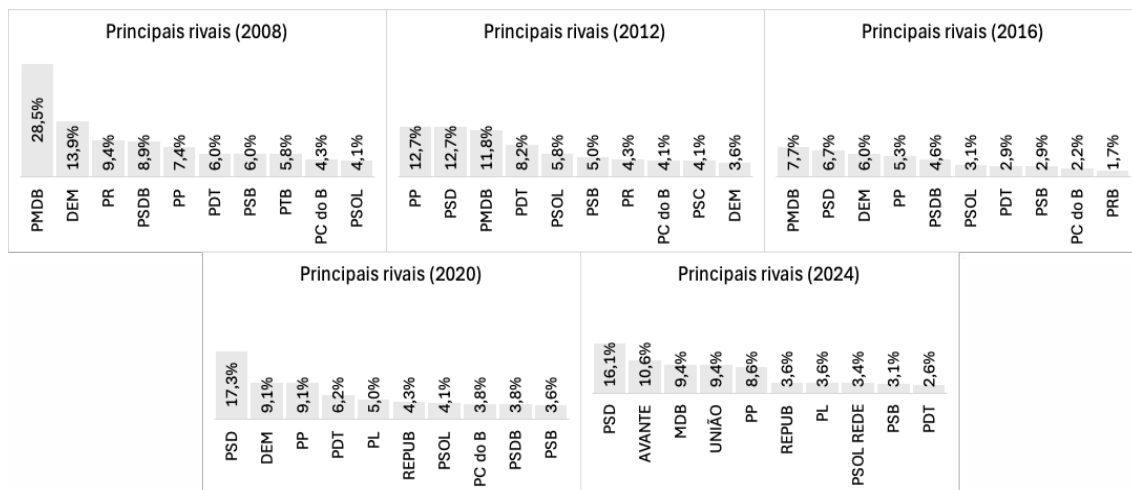 Principais rivais (2008)
28,5%
13,9%
9,4%
8,9%
7,4%
6,0%
6,0%
5,8%
4,3%
4,1%
PMDB
DEM
PR
PSDB
PP
PDT
PSB
PTB
PC do B
PSOL
Principais rivais (2012)
12,7%
12,7%
11,8%
8,2%
5,8%
5,0%
4,3%
4,1%
4,1%
3,6%
PP
PSD
PMDB
PDT
PSOL
PSB
PR
PC do B
PSC
DEM
Principais rivais (2016)
7,7%
6,7%
6,0%
5,3%
4,6%
3,1%
2,9%
2,9%
2,2%
1,7%
PMDB
PSD
DEM
PP
PSDB
PSOL
PDT
PSB
PC do B
PRB
Principais rivais (2020)
17,3%
9,1%
9,1%
6,2%
5,0%
4,3%
4,1%
3,8%
3,8%
3,6%
PSD
DEM
PP
PDT
PL
REPUB
PSOL
PC do B
PSDB
PSB
Principais rivais (2024)
16,1%
10,6%
9,4%
9,4%
8,6%
3,6%
3,6%
3,4%
3,1%
2,6%
PSD
AVANTE
MDB
UNIÃO
PP
REPUB
PL
PSOL REDE
PSB
PDT